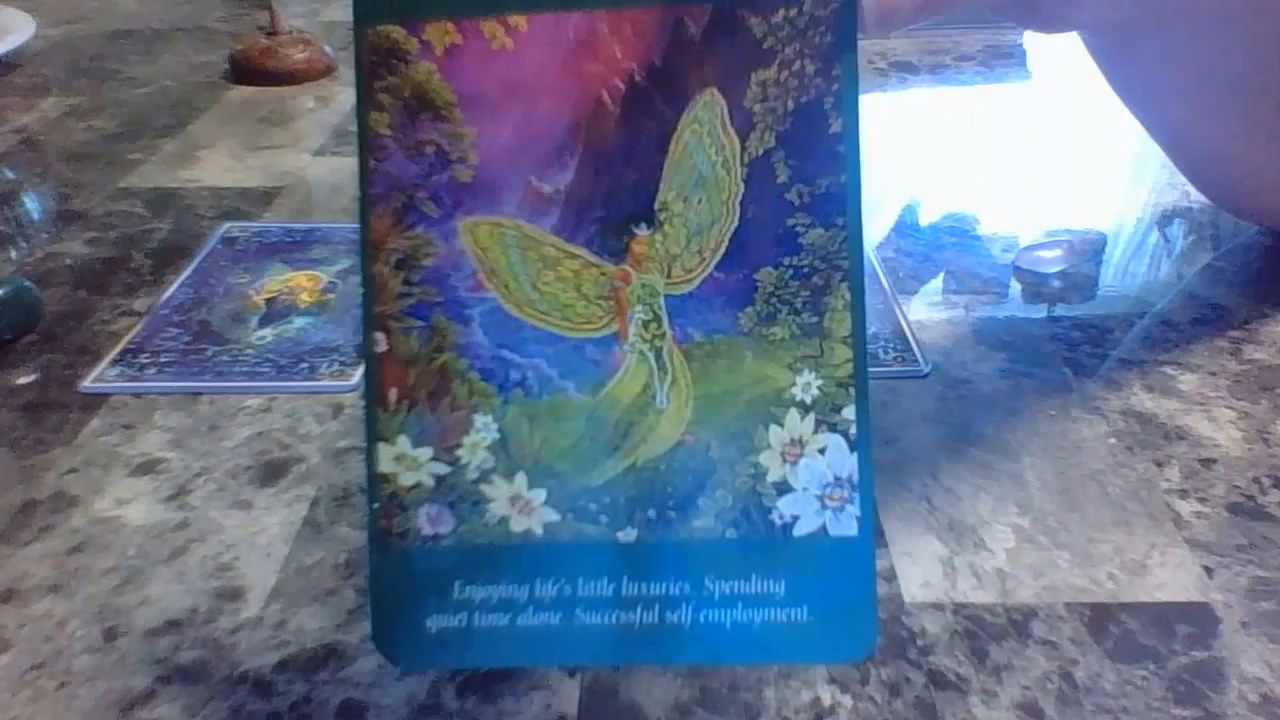 Enjoying life's little luxuries. Spending
quiet time alone. Successful self-employment.